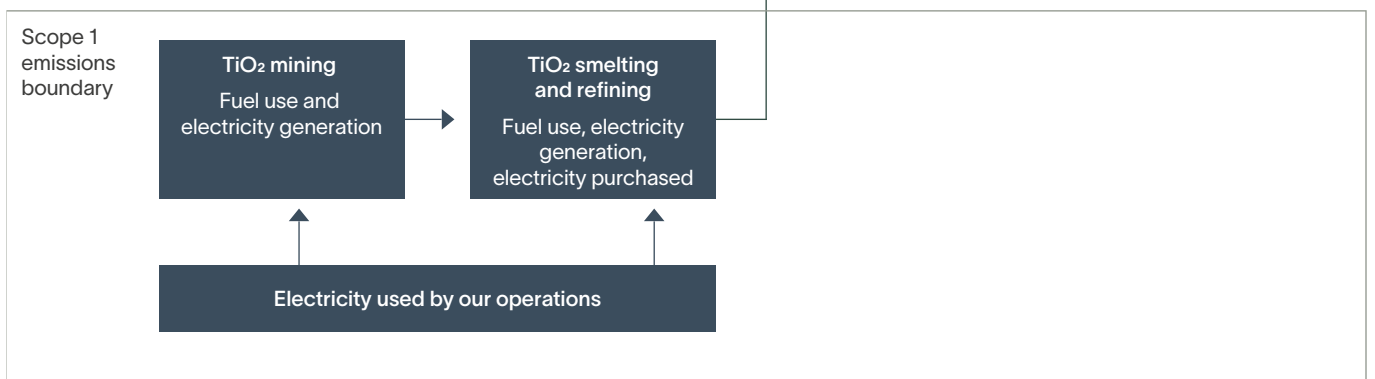 Scope 1
emissions
boundary
TiO₂ mining
Fuel use and
electricity generation
TiO₂ smelting
and refining
Fuel use, electricity
generation,
electricity purchased
Electricity used by our operations